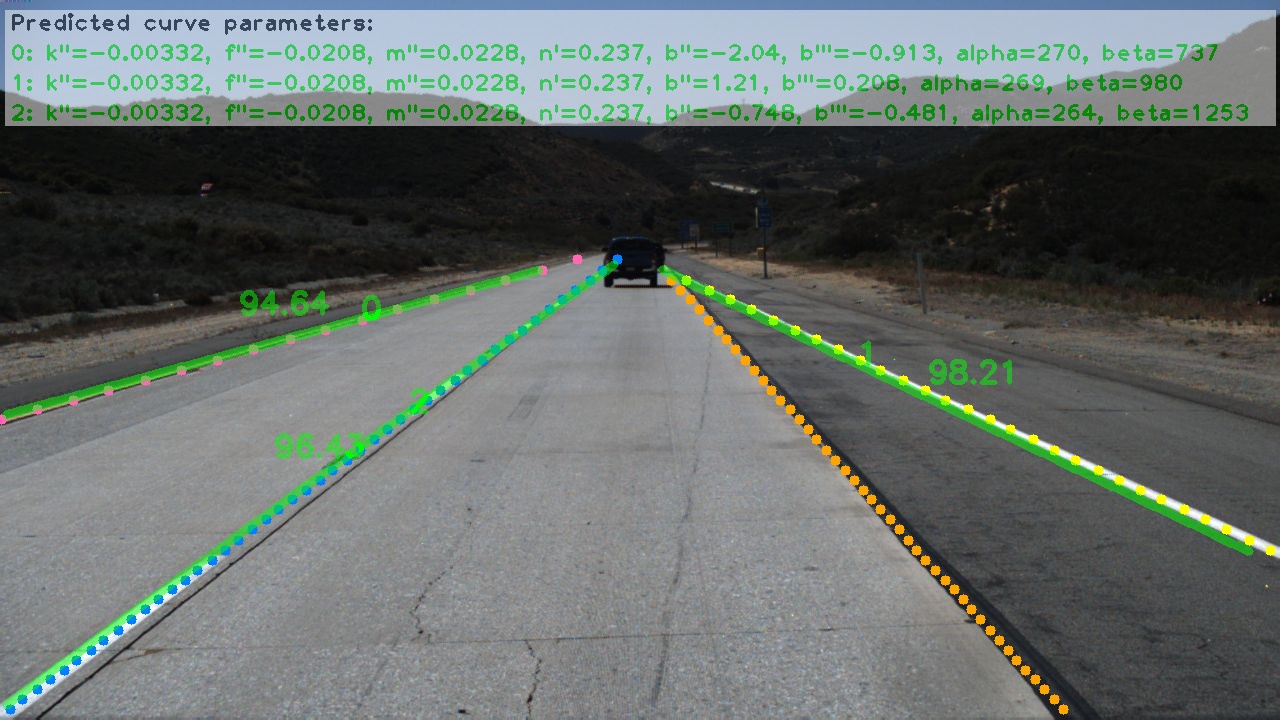 Predicted curve parameters:
0: k''=-0.00332, f''=-0.0208, m''=0.0228, n'=0.237, b''=-2.04, b'''=-0.913, alpha=270, beta=737
1: k''=-0.00332, f''=-0.0208, m''=0.0228, n'=0.237, b''=1.21, b'''=0.208, alpha=269, beta=980
2: k''=-0.00332, f''=-0.0208, m''=0.0228, n'=0.237, b''=-0.748, b'''=-0.481, alpha=264, beta=1253
94.64 0
1 98.21
2
96.43